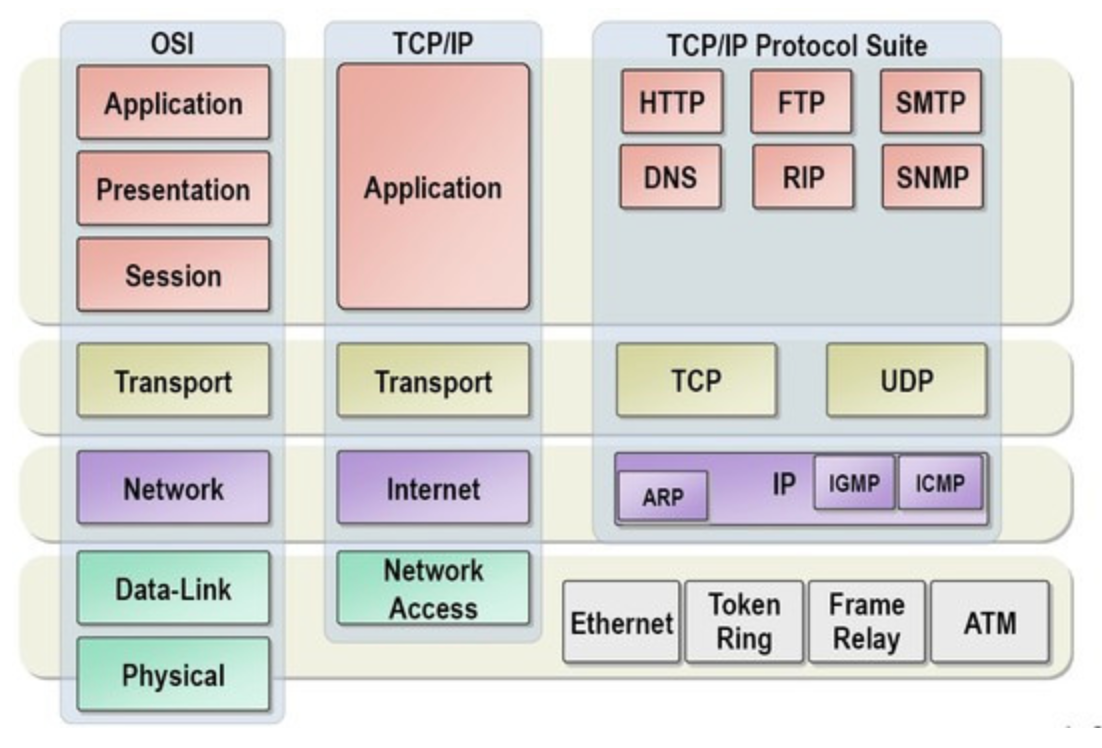 OSI
TCP/IP
TCP/IP Protocol Suite
Application
Presentation
Session
Application
HTTP
FTP
SMTP
DNS
RIP
SNMP
Transport
Transport
TCP
UDP
Network
Internet
ARP
IP
IGMP
ICMP
Data-Link
Physical
Network
Access
Ethernet
Token
Ring
Frame
Relay
ATM